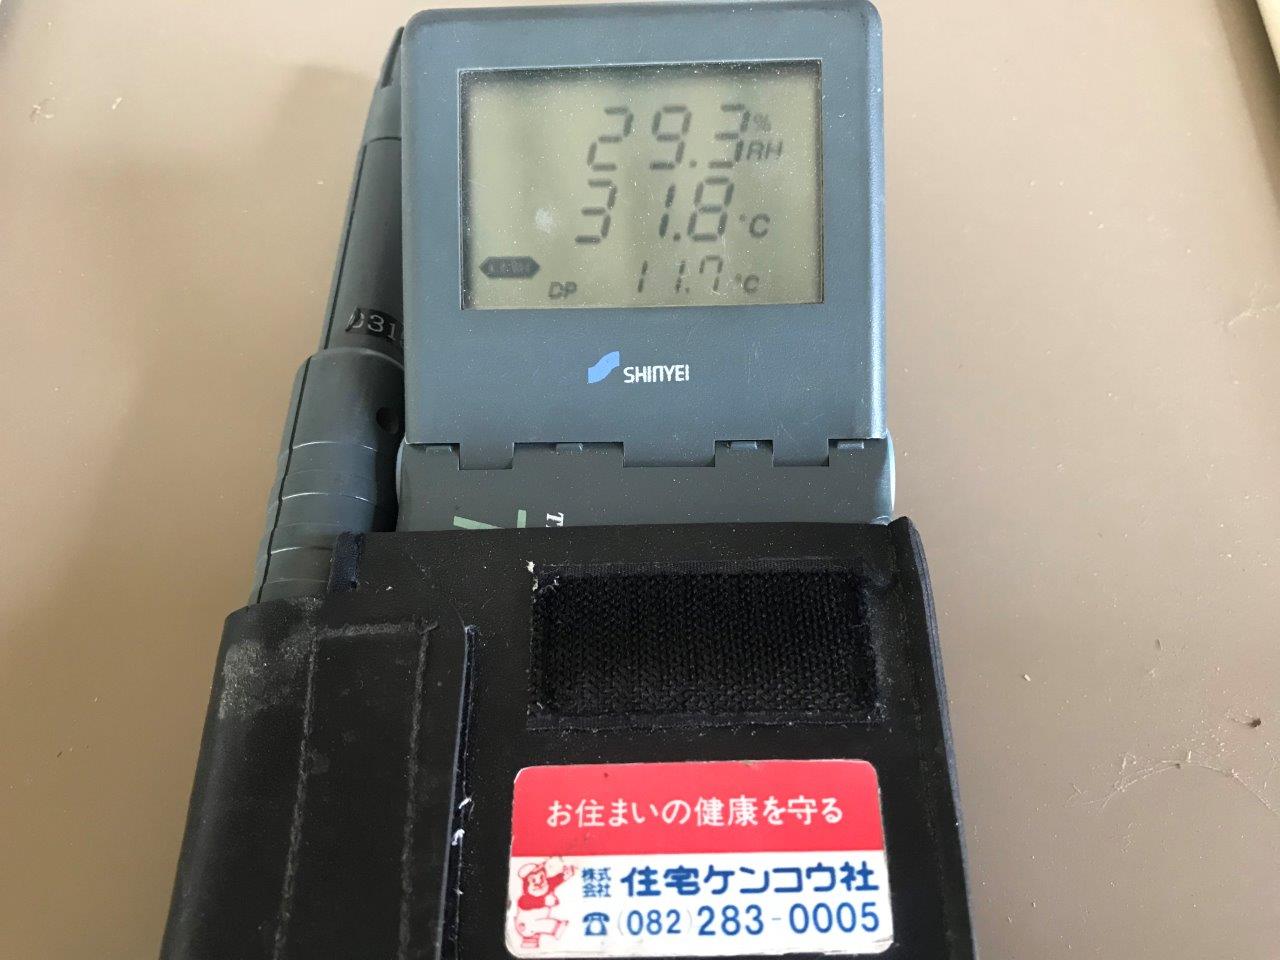 29.3 % RH
31.8 °C
DP 11.7 °C
SHINYEI
お住まいの健康を守る
株式会社 住宅ケンコウ社
☎ (082) 283-0005